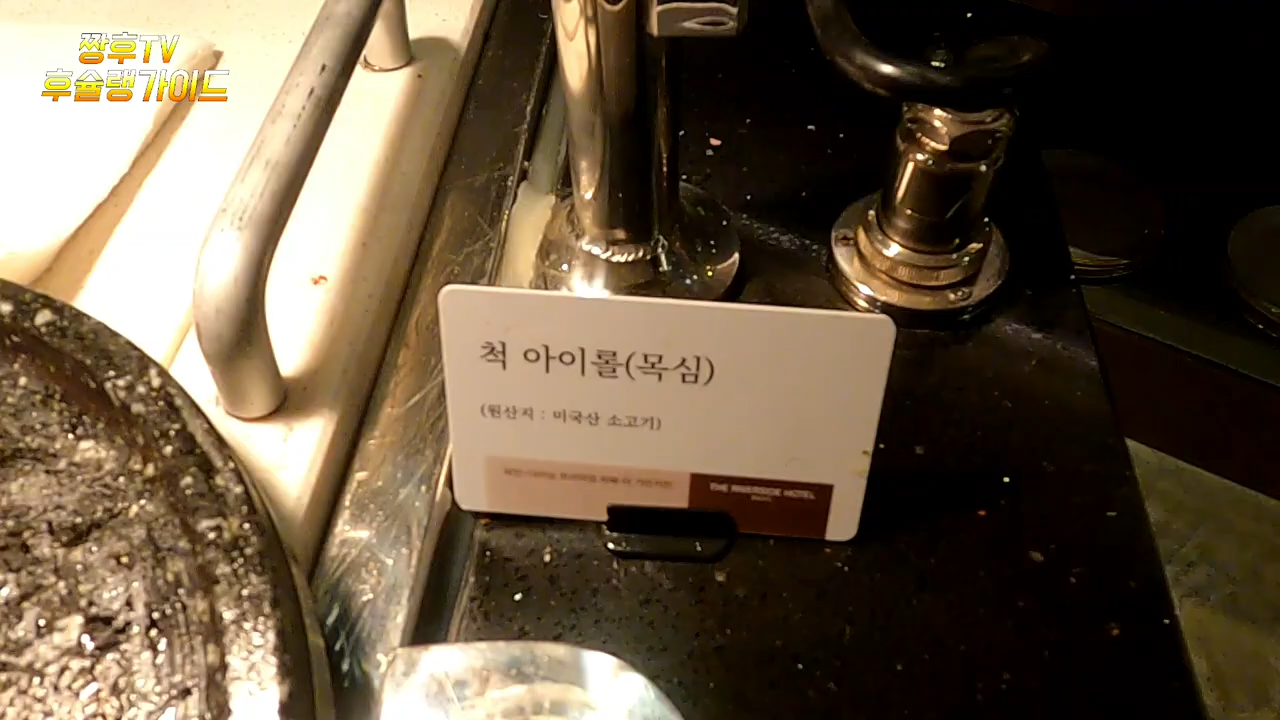 짱후TV
후슐랭가이드
척 아이롤(목심)
(원산지 : 미국산 소고기)
THE RIVERSIDE HOTEL